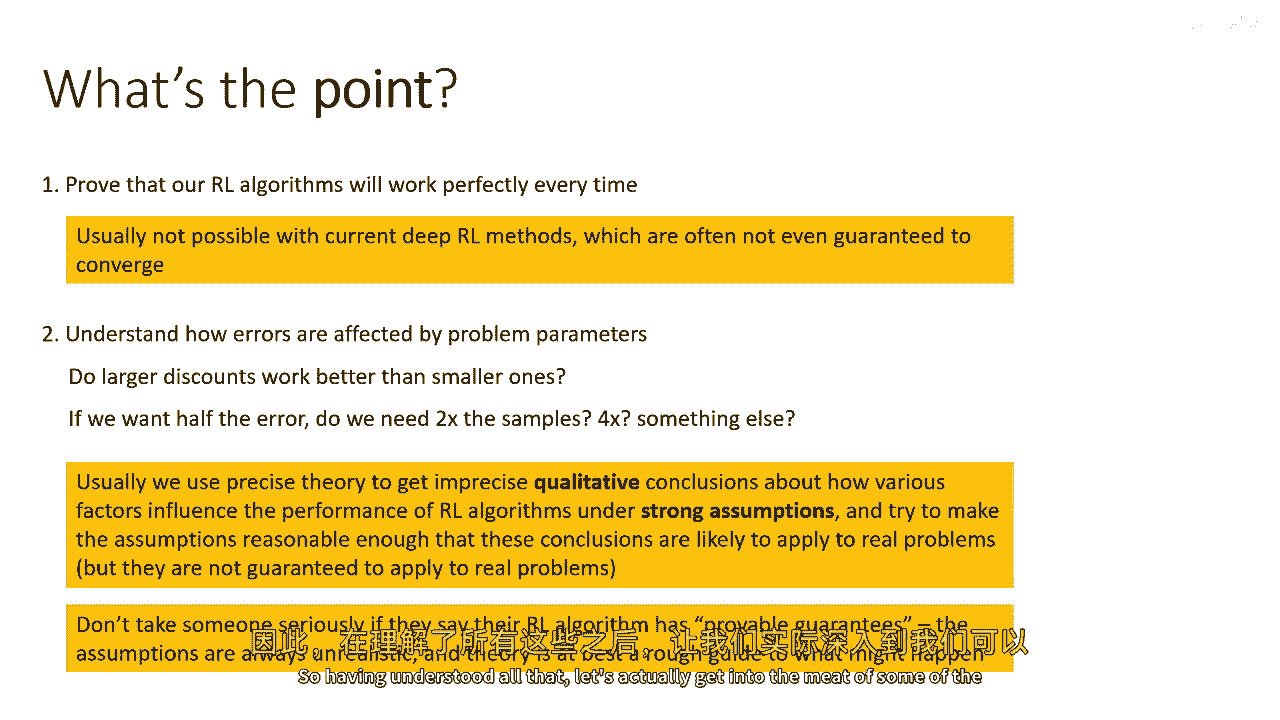 What's the point?
1. Prove that our RL algorithms will work perfectly every time
Usually not possible with current deep RL methods, which are often not even guaranteed to
converge
2. Understand how errors are affected by problem parameters
Do larger discounts work better than smaller ones?
If we want half the error, do we need 2x the samples? 4x? something else?
Usually we use precise theory to get imprecise qualitative conclusions about how various
factors influence the performance of RL algorithms under strong assumptions, and try to make
the assumptions reasonable enough that these conclusions are likely to apply to real problems
(but they are not guaranteed to apply to real problems)
Don't take someone seriously if they say their RL algorithm has "provable guarantees" – the
assumptions are always unrealistic, and theory is at best a rough guide to what might happen
因此，在理解了所有这些之后，让我们实际深入到我们可以
So having understood all that, let's actually get into the meat of some of the